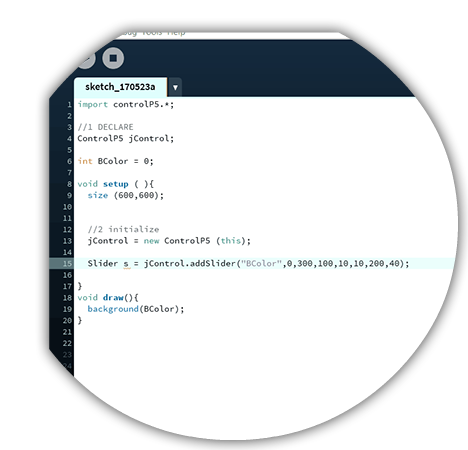 Tools Help
sketch_170523a ▼
1 import controlP5.*;
2
3 //1 DECLARE
4 ControlP5 jControl;
5
6 int BColor = 0;
7
8 void setup ( ){
9 size (600,600);
10
11
12 //2 initialize
13 jControl = new ControlP5 (this);
14
15 Slider s = jControl.addSlider("BColor",0,300,100,10,10,200,40);
16
17 }
18 void draw(){
19 background(BColor);
20 }
21
22
23
24